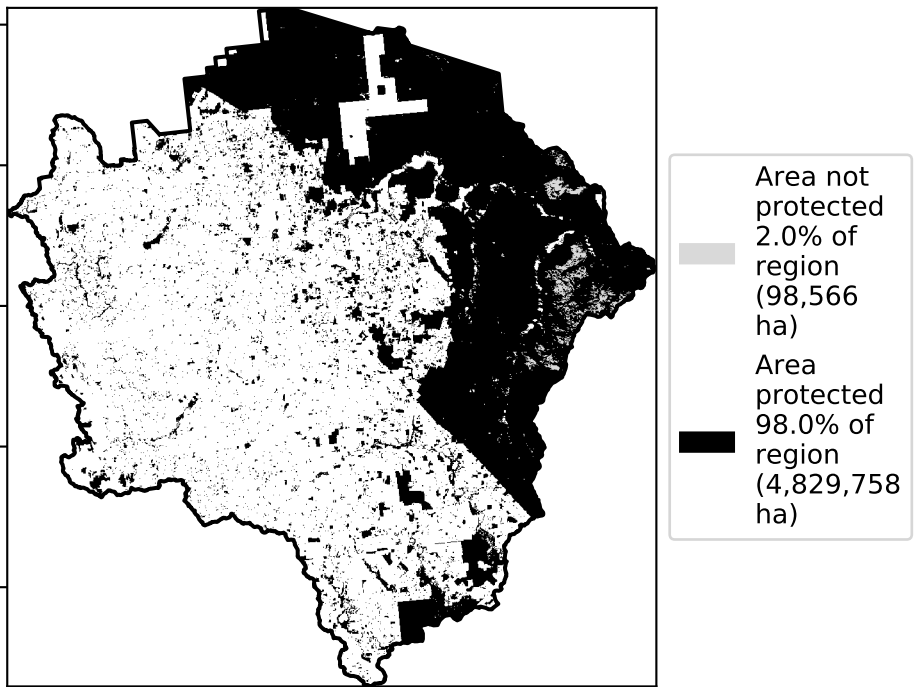 Area not
protected
2.0% of
region
(98,566
ha)
Area
protected
98.0% of
region
(4,829,758
ha)